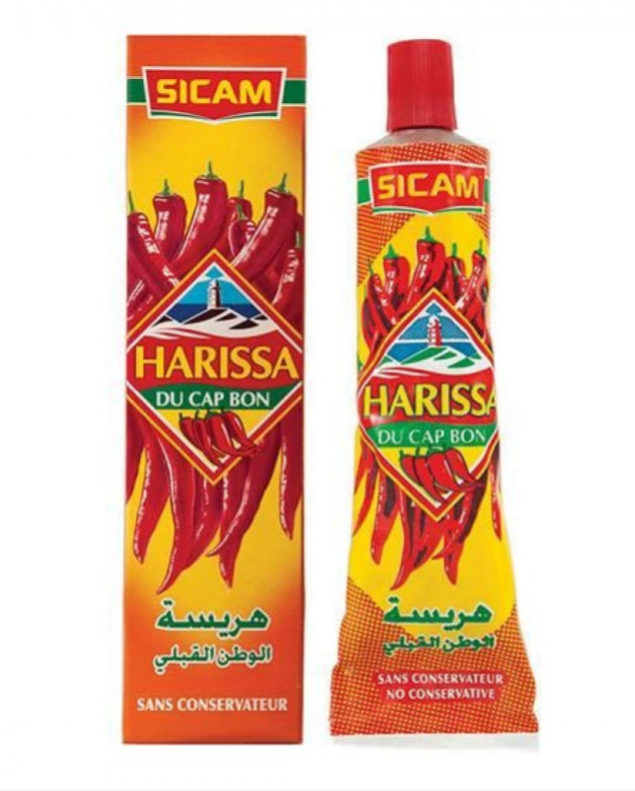 SICAM
HARISSA
DU CAP BON
هريسة
الوطن القبلي
SANS CONSERVATEUR
SICAM
HARISSA
DU CAP BON
هريسة
الوطن القبلي
SANS CONSERVATEUR
NO CONSERVATIVE